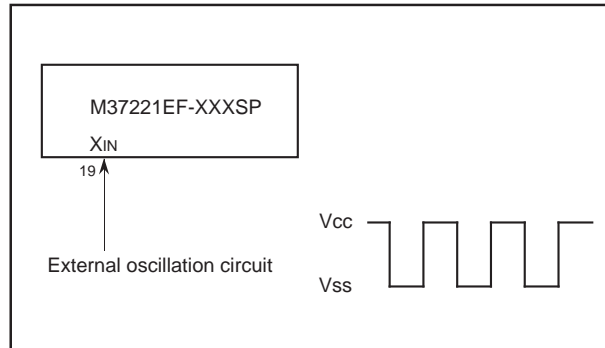 M37221EF-XXXSP
XIN
19
Vcc
External oscillation circuit
Vss